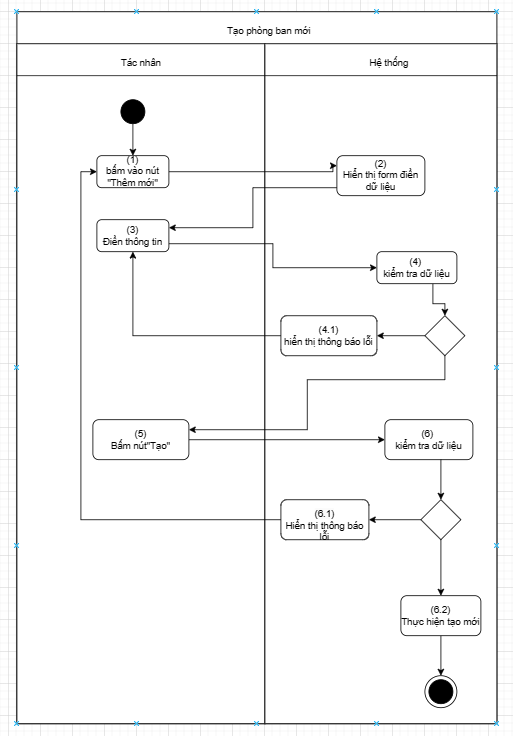 Tạo phòng ban mới
Tác nhân
Hệ thống
(1)
bấm vào nút
"Thêm mới"
(2)
Hiển thị form điền
dữ liệu
(3)
Điền thông tin
(4)
kiểm tra dữ liệu
(4.1)
hiển thị thông báo lỗi
(5)
Bấm nút"Tạo"
(6)
kiểm tra dữ liệu
(6.1)
Hiển thị thông báo
lỗi
(6.2)
Thực hiện tạo mới